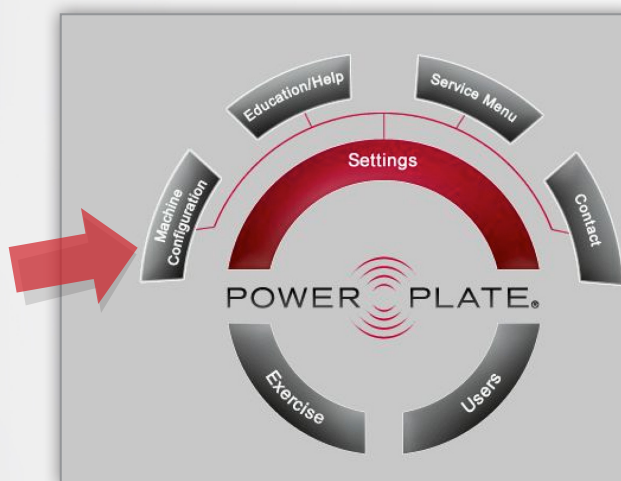 Education/Help
Service Menu
Machine
Configuration
Settings
Contact
POWER PLATE®
Exercise
Users